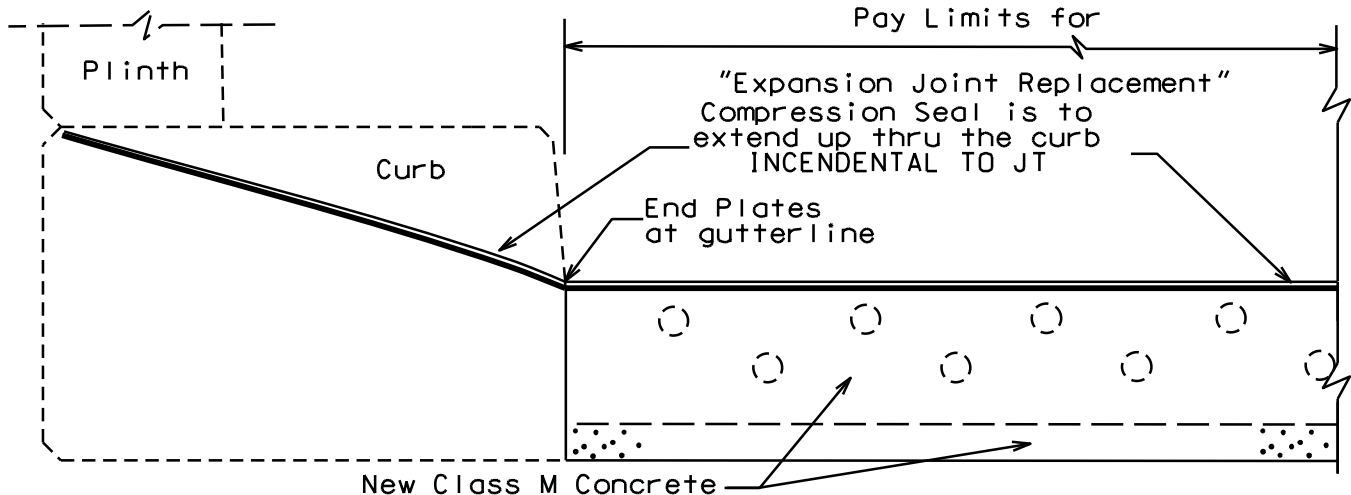 Pay Limits for
Plinth
"Expansion Joint Replacement"
Compression Seal is to
extend up thru the curb
INCENDENTAL TO JT
Curb
End Plates
at gutterline
New Class M Concrete